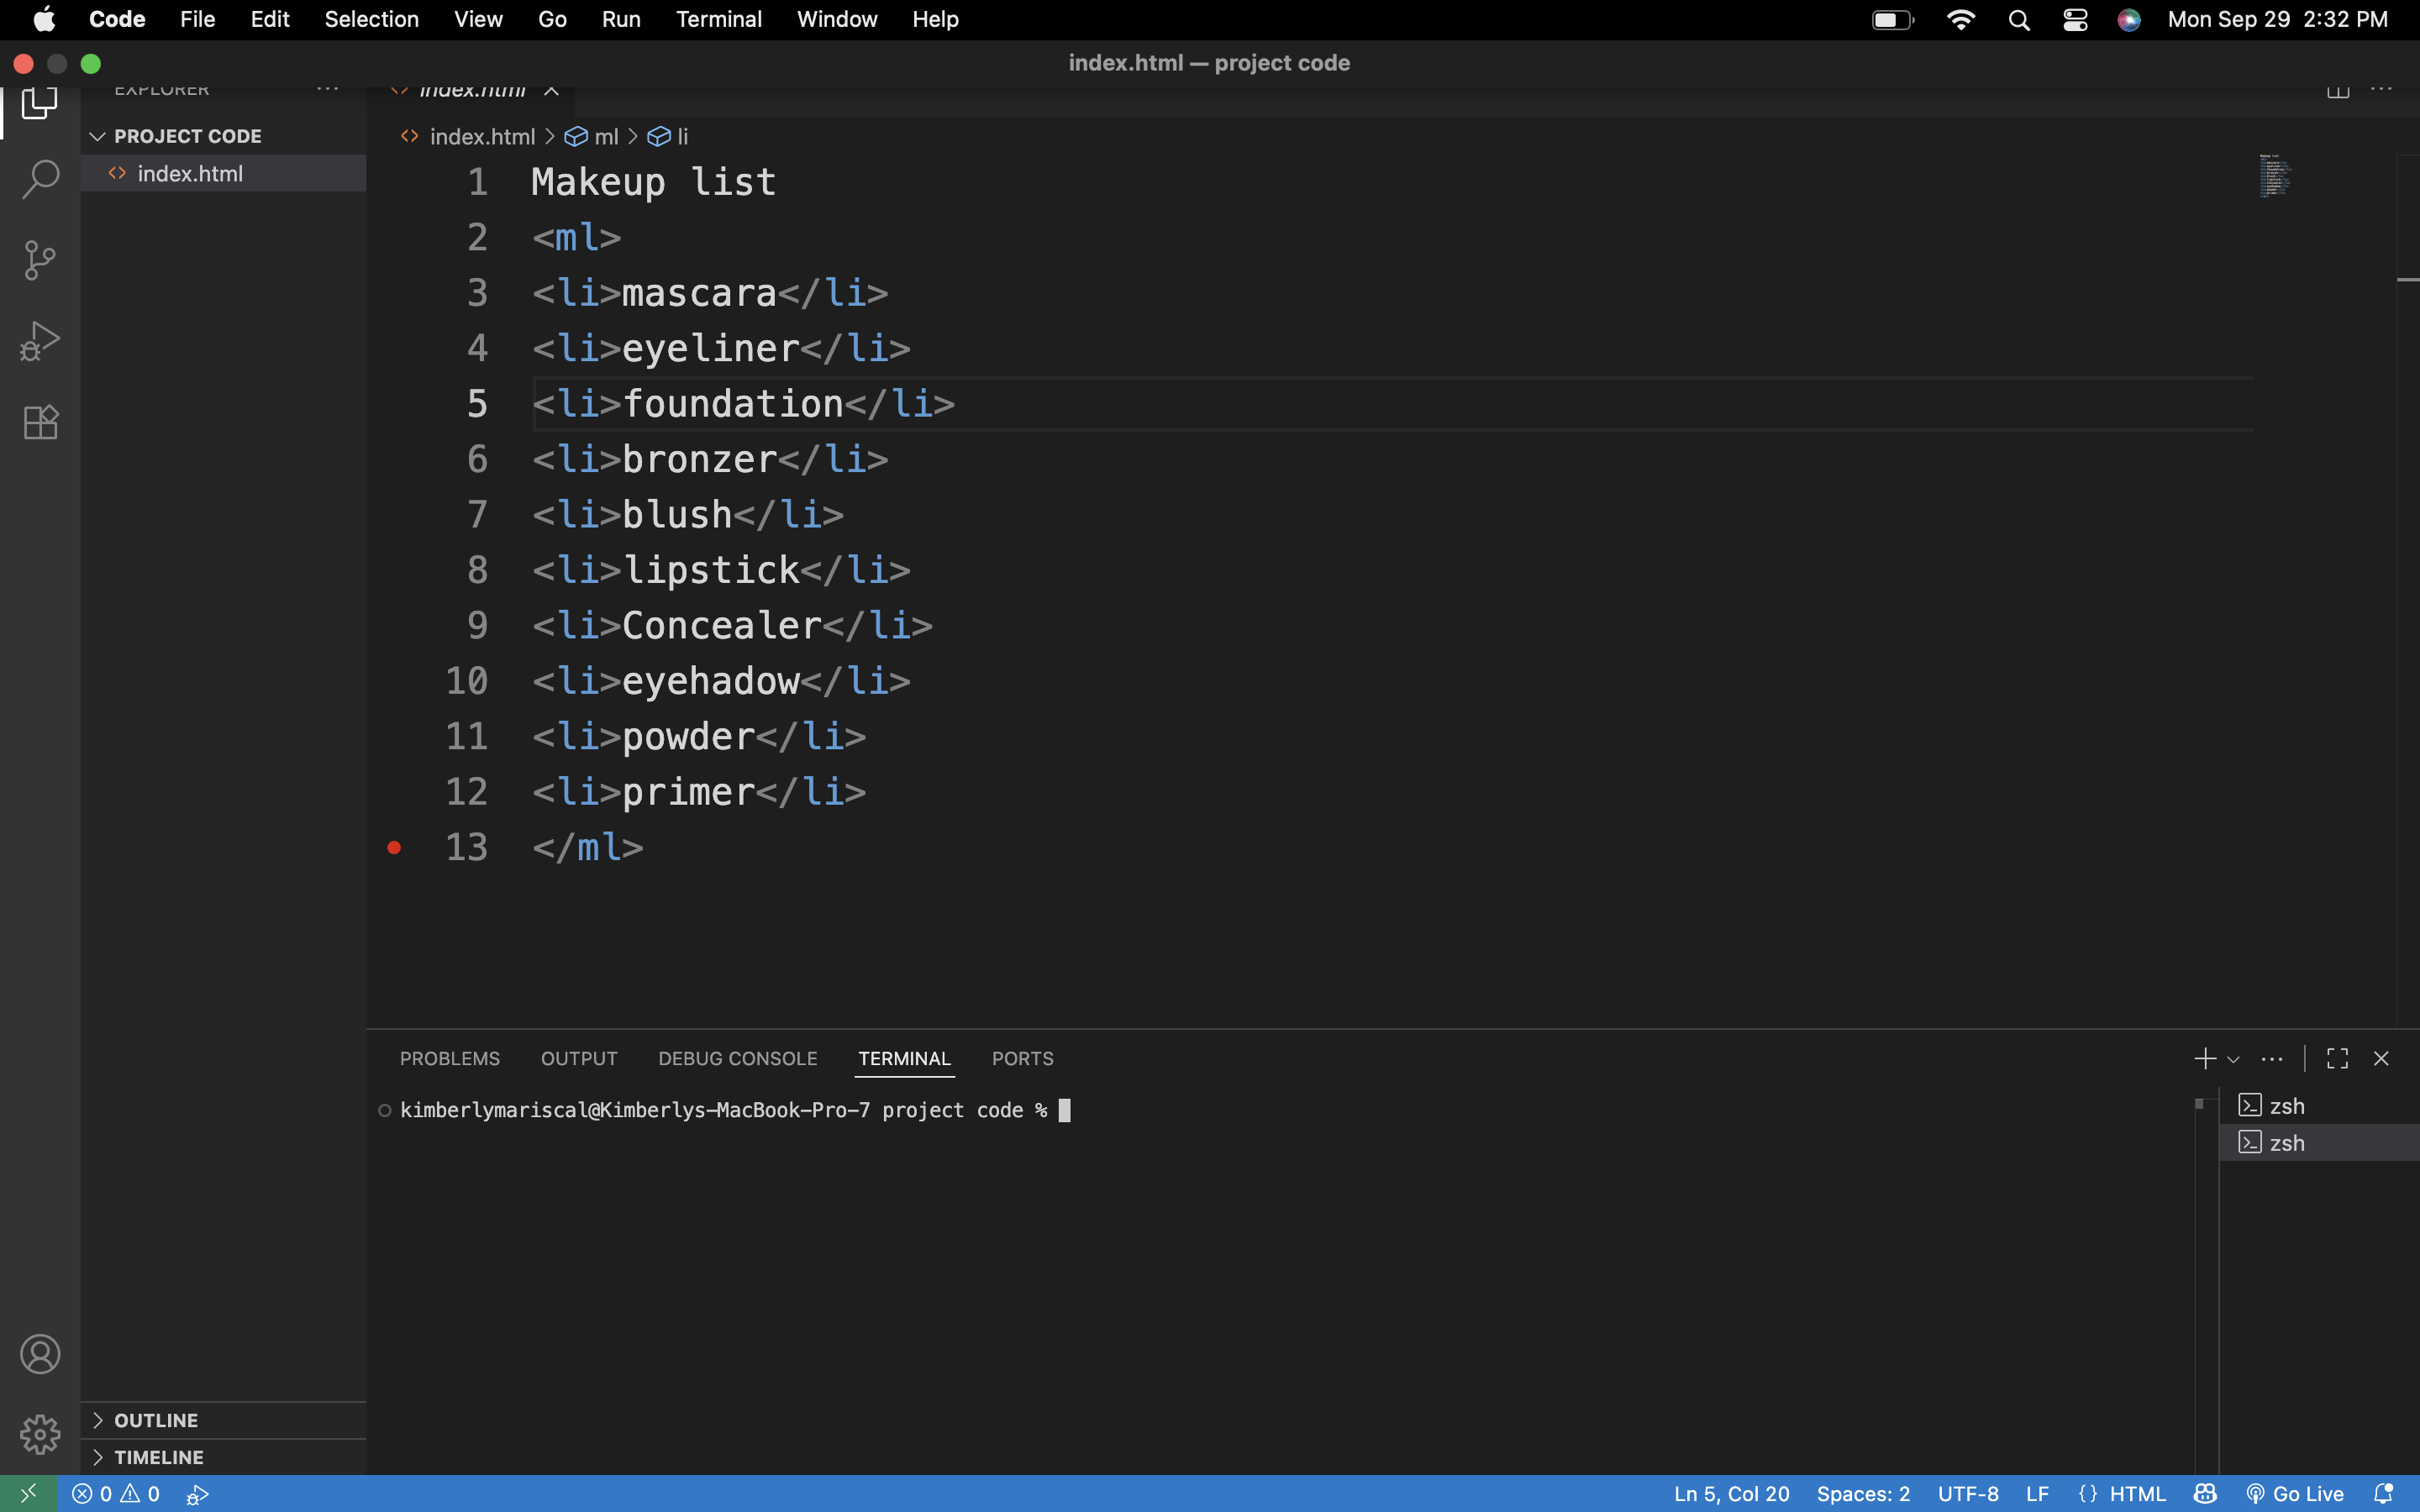 Code File Edit Selection View Go Run Terminal Window Help Mon Sep 29 2:32 PM
index.html — project code
EXPLORER
index.html
PROJECT CODE
index.html
index.html > ml > li
1 Makeup list
2 <ml>
3 <li>mascara</li>
4 <li>eyeliner</li>
5 <li>foundation</li>
6 <li>bronzer</li>
7 <li>blush</li>
8 <li>lipstick</li>
9 <li>Concealer</li>
10 <li>eyehadow</li>
11 <li>powder</li>
12 <li>primer</li>
13 </ml>
PROBLEMS OUTPUT DEBUG CONSOLE TERMINAL PORTS
kimberlymariscal@Kimberlys-MacBook-Pro-7 project code %
zsh
zsh
OUTLINE
TIMELINE
0 0 Ln 5, Col 20 Spaces: 2 UTF-8 LF {} HTML Go Live